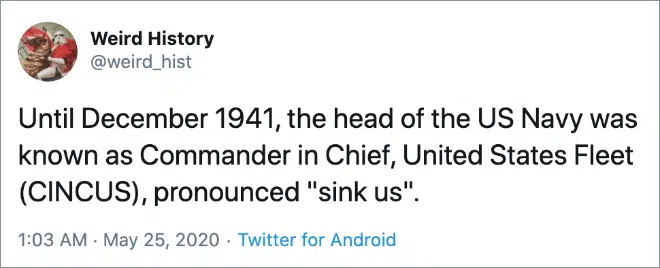 Weird History
@weird_hist
Until December 1941, the head of the US Navy was
known as Commander in Chief, United States Fleet
(CINCUS), pronounced "sink us".
1:03 AM · May 25, 2020 · Twitter for Android